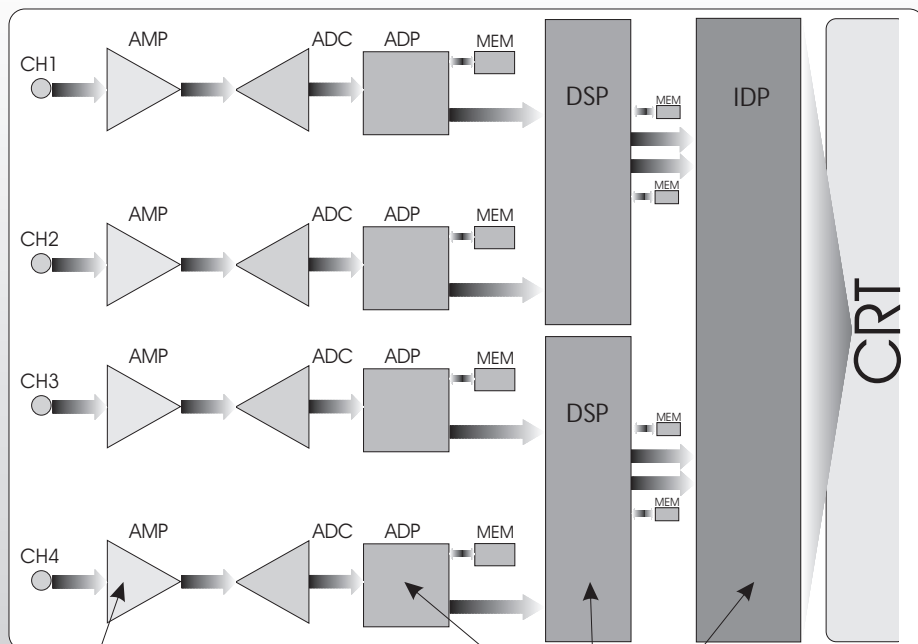 AMP ADC ADP MEM
CH1
DSP IDP
MEM
MEM
AMP ADC ADP MEM
CH2
CRT
AMP ADC ADP MEM
CH3
DSP
MEM
MEM
AMP ADC ADP MEM
CH4